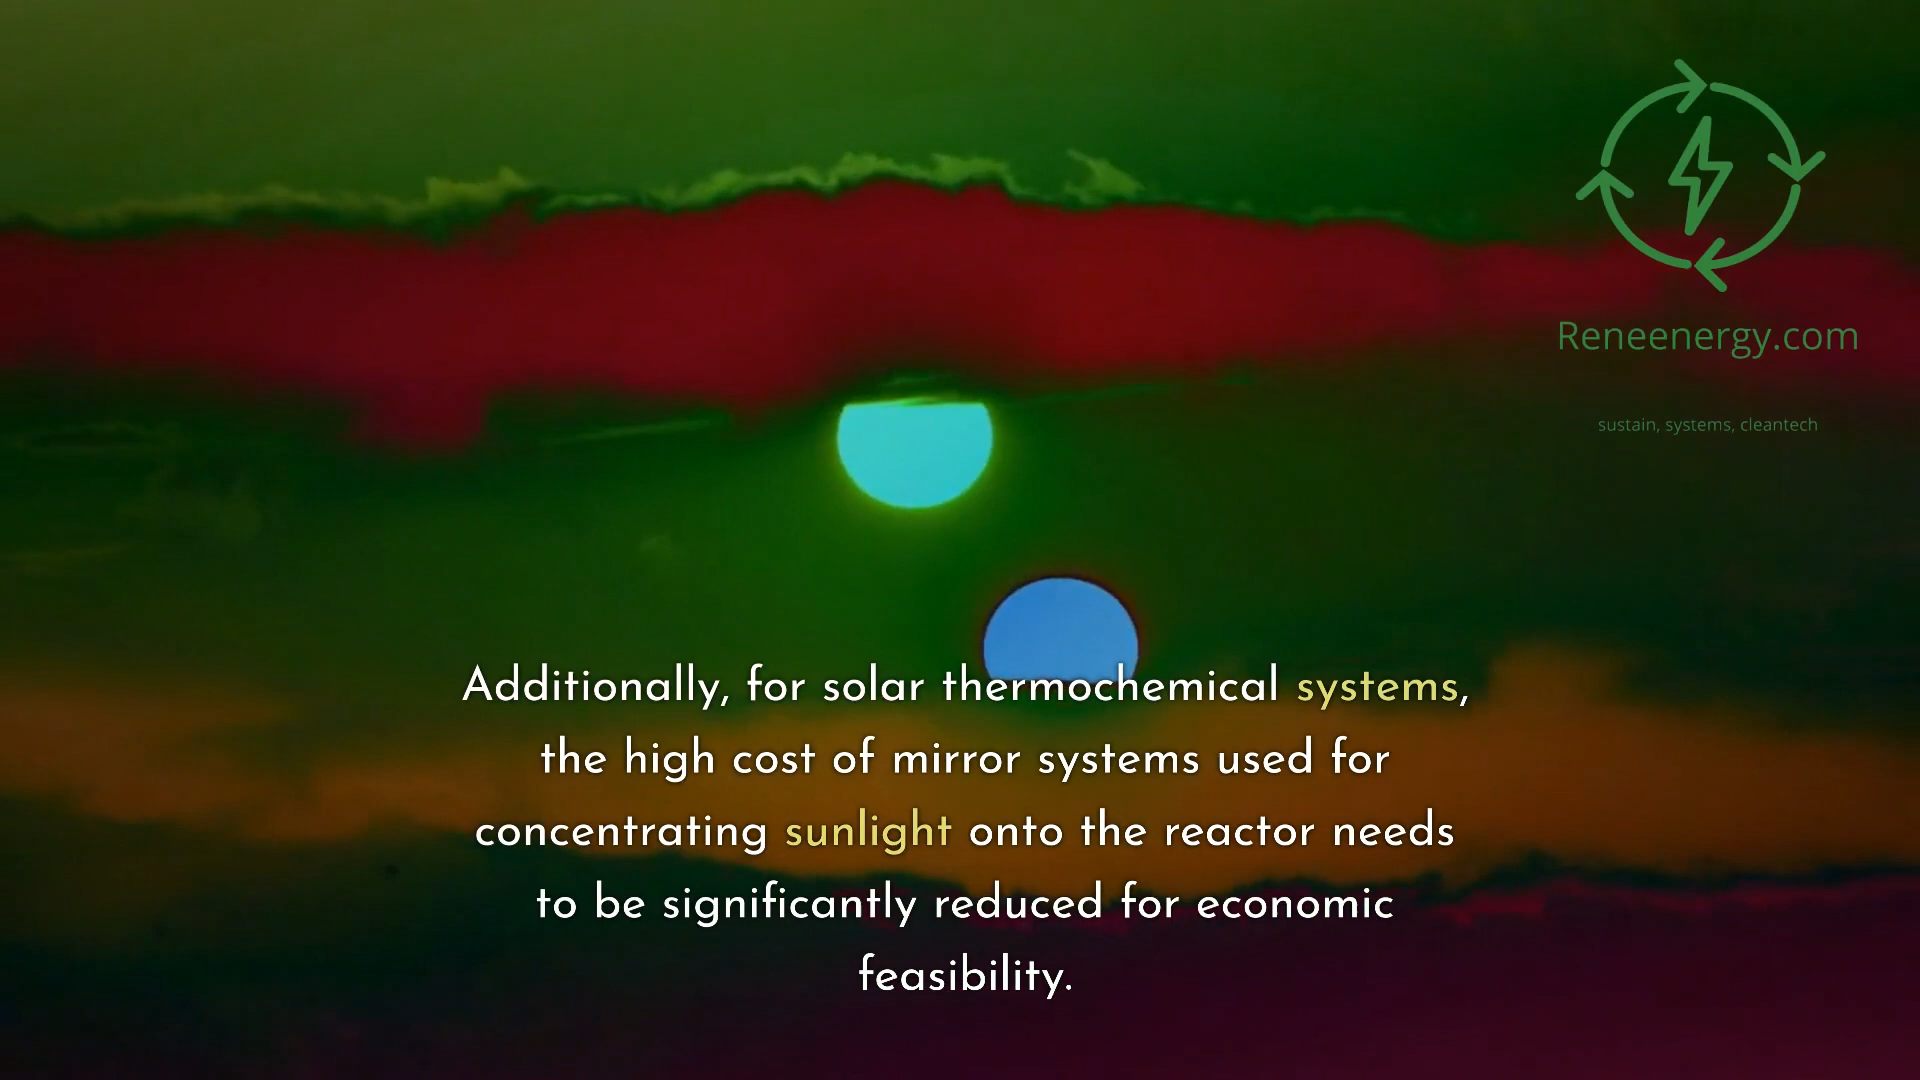 Reneenergy.com
sustain, systems, cleantech
Additionally, for solar thermochemical systems,
the high cost of mirror systems used for
concentrating sunlight onto the reactor needs
to be significantly reduced for economic
feasibility.